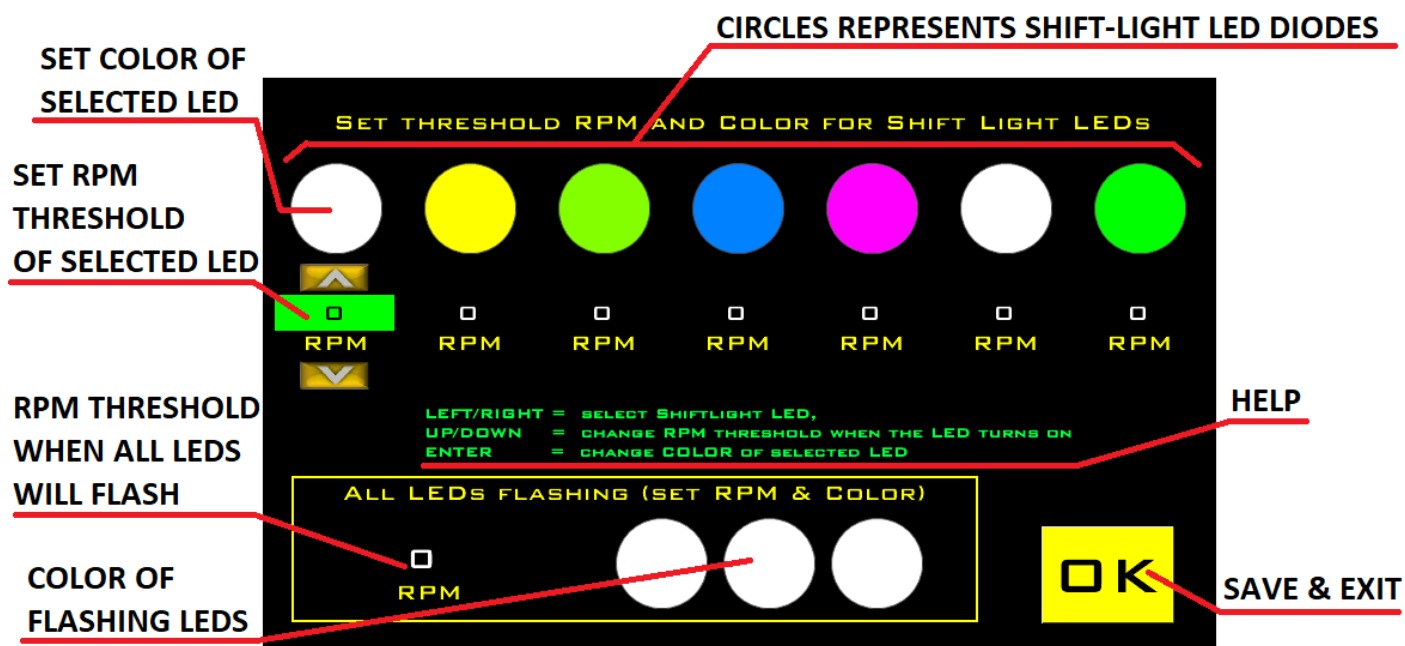 CIRCLES REPRESENTS SHIFT-LIGHT LED DIODES
SET COLOR OF
SELECTED LED
SET THRESHOLD RPM AND COLOR FOR SHIFT LIGHT LEDS
SET RPM
THRESHOLD
OF SELECTED LED
0 0 0 0 0 0 0
RPM RPM RPM RPM RPM RPM RPM
RPM THRESHOLD
WHEN ALL LEDS
WILL FLASH
HELP
LEFT/RIGHT = SELECT SHIFTLIGHT LED,
UP/DOWN = CHANGE RPM THRESHOLD WHEN THE LED TURNS ON
ENTER = CHANGE COLOR OF SELECTED LED
ALL LEDS FLASHING (SET RPM & COLOR)
0
RPM
COLOR OF
FLASHING LEDS
OK
SAVE & EXIT